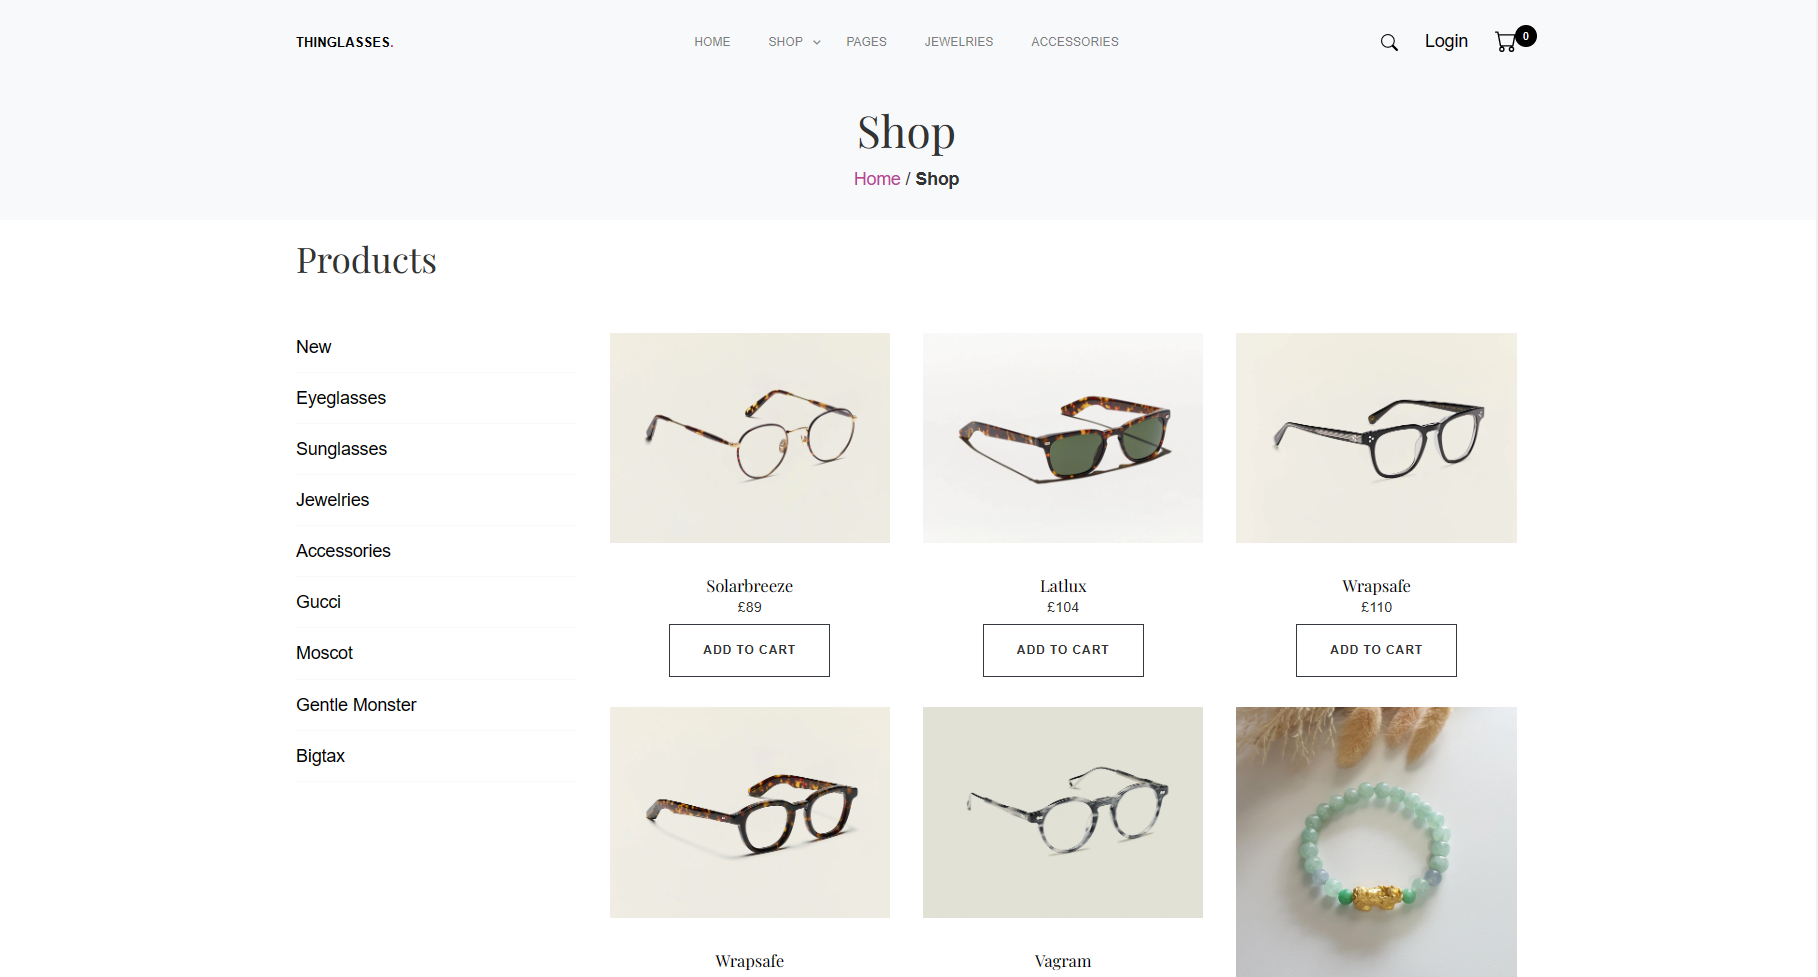 THINGLASSES.
HOME SHOP PAGES JEWELRIES ACCESSORIES
Login
0
Shop
Home / Shop
Products
New
Eyeglasses
Sunglasses
Jewelries
Accessories
Gucci
Moscot
Gentle Monster
Bigtax
Solarbreeze
£89
ADD TO CART
Latlux
£104
ADD TO CART
Wrapsafe
£110
ADD TO CART
Wrapsafe
Vagram